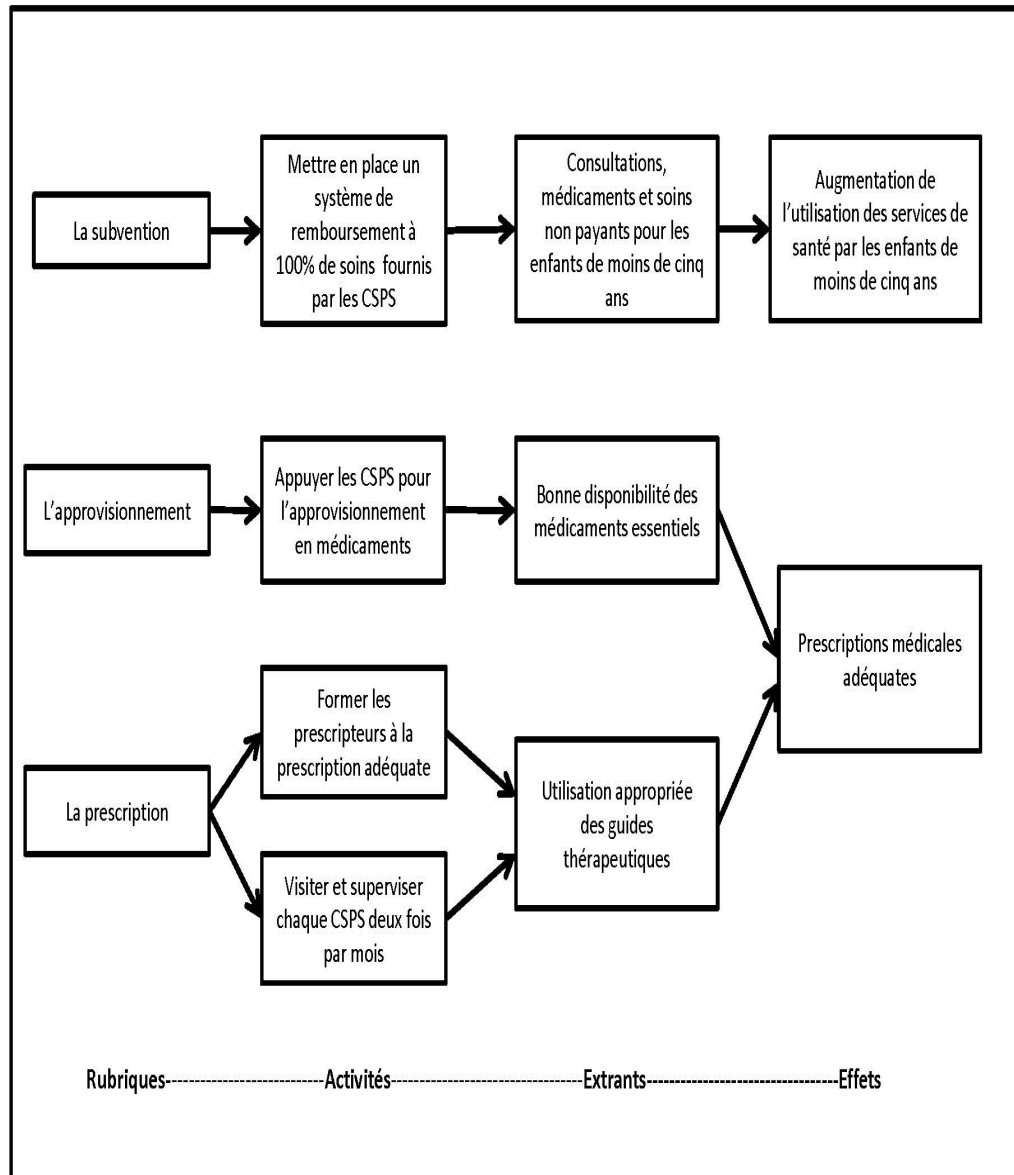 La subvention
Mettre en place un
système de
remboursement à
100% de soins fournis
par les CSPS
Consultations,
médicaments et soins
non payants pour les
enfants de moins de cinq
ans
Augmentation de
l’utilisation des services de
santé par les enfants de
moins de cinq ans
L’approvisionnement
Appuyer les CSPS pour
l’approvisionnement
en médicaments
Bonne disponibilité des
médicaments essentiels
Prescriptions médicales
adéquates
La prescription
Former les
prescripteurs à la
prescription adéquate
Visiter et superviser
chaque CSPS deux fois
par mois
Utilisation appropriée
des guides
thérapeutiques
Rubriques----------------------------Activités----------------------------------Extrants----------------------------------Effets